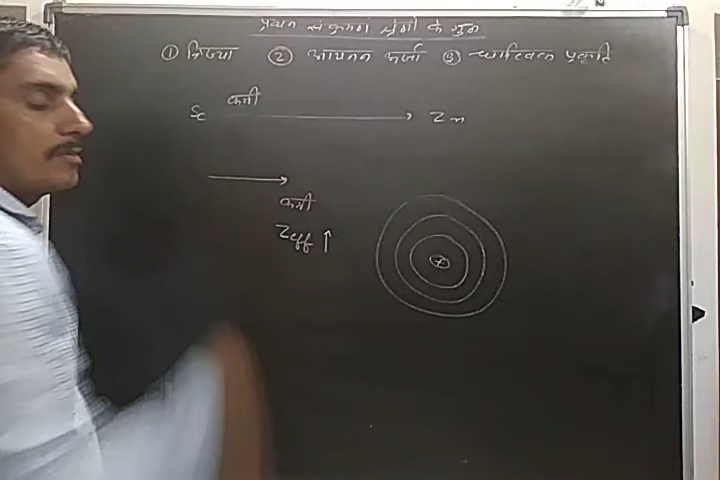 प्रथम संक्रमण श्रेणी के गुण
① त्रिज्या ② आयनन ऊर्जा ③ धात्विक प्रकृति
कमी
Sc → Zn
→
कमी
Zeff ↑
+